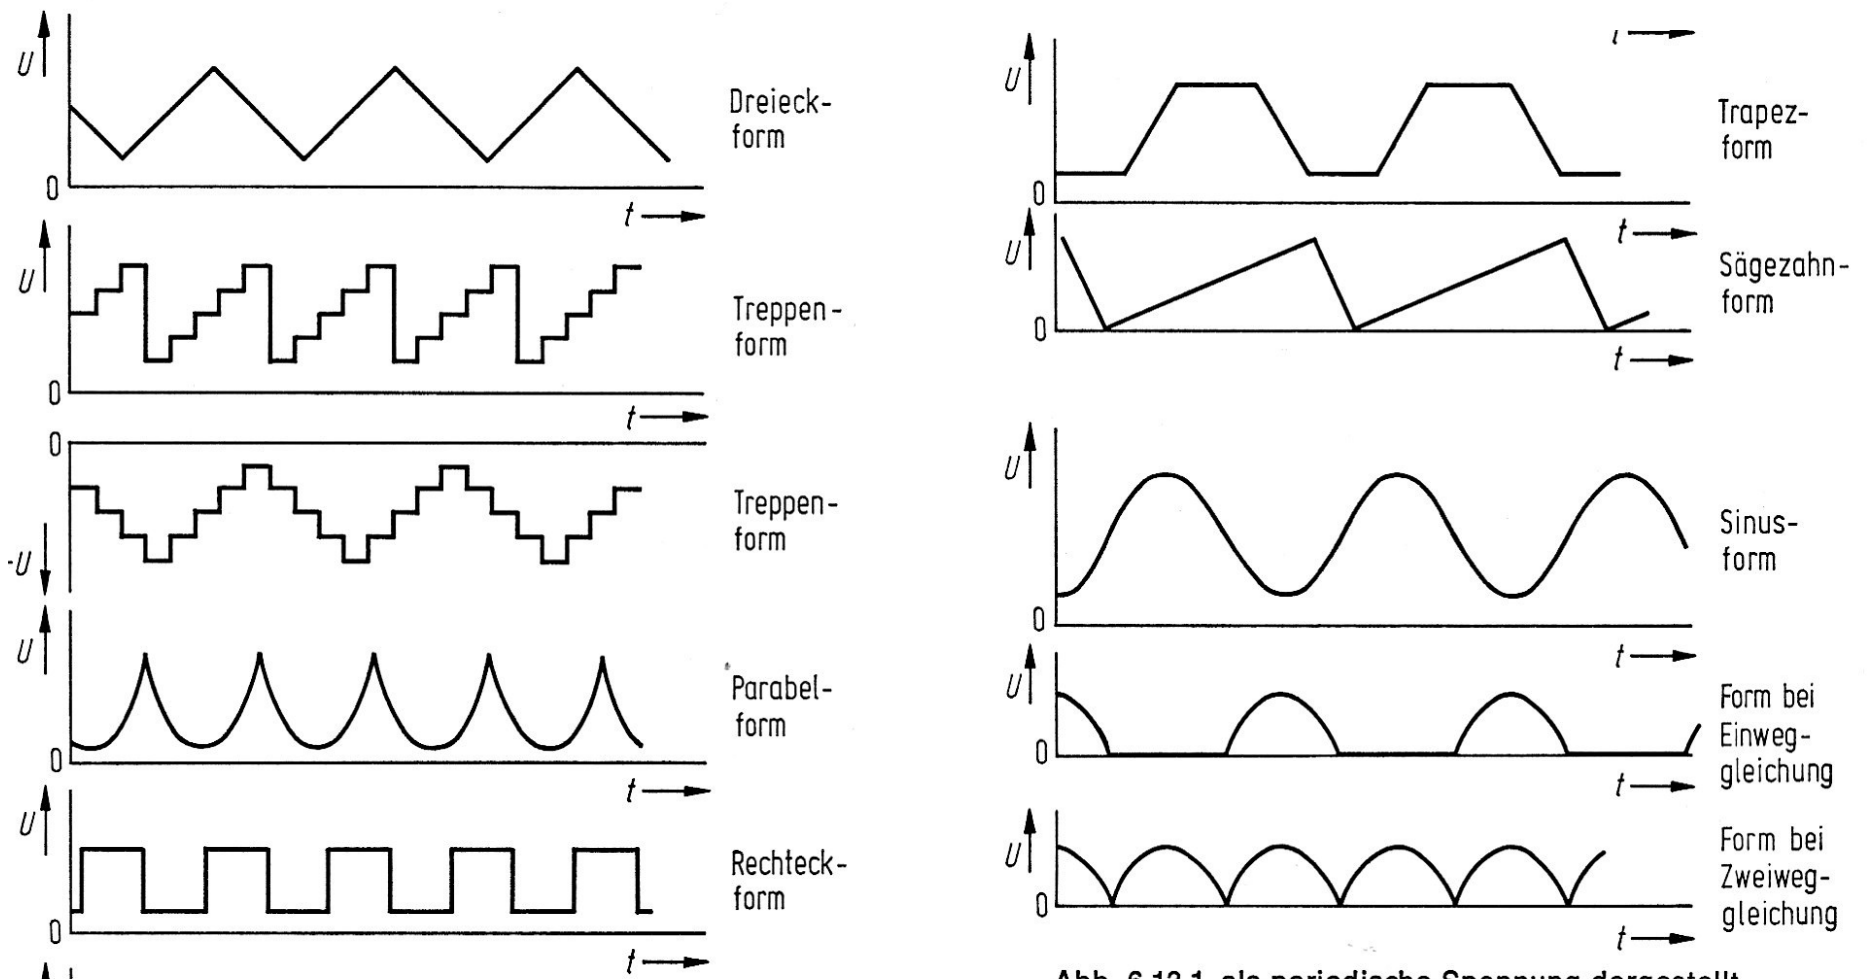 U
Dreieck-
form
0
t
U
Treppen-
form
0
t
0
Treppen-
form
-U
U
Parabel-
form
0
t
U
Rechteck-
form
0
t
t
U
Trapez-
form
0
t
U
Sägezahn-
form
0
t
U
Sinus-
form
0
t
U
Form bei
Einweg-
gleichung
0
t
U
Form bei
Zweiweg-
gleichung
0
t
Abb. 6.12.1 als periodische Spannung dargestellt